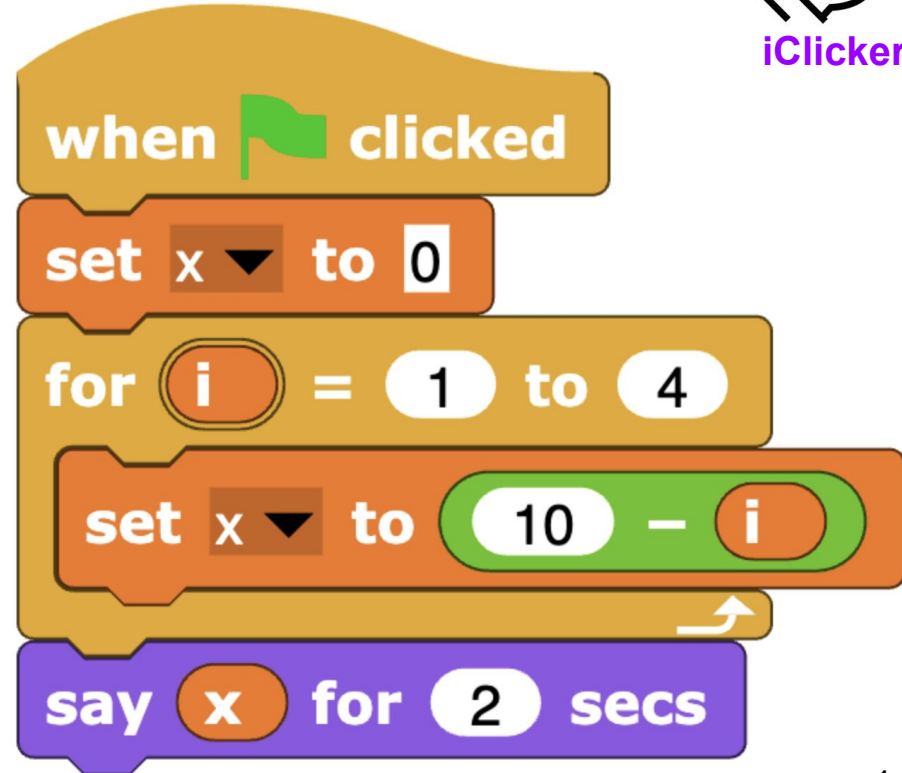 iClicker
when clicked
set x to 0
for i = 1 to 4
set x to 10 − i
say x for 2 secs